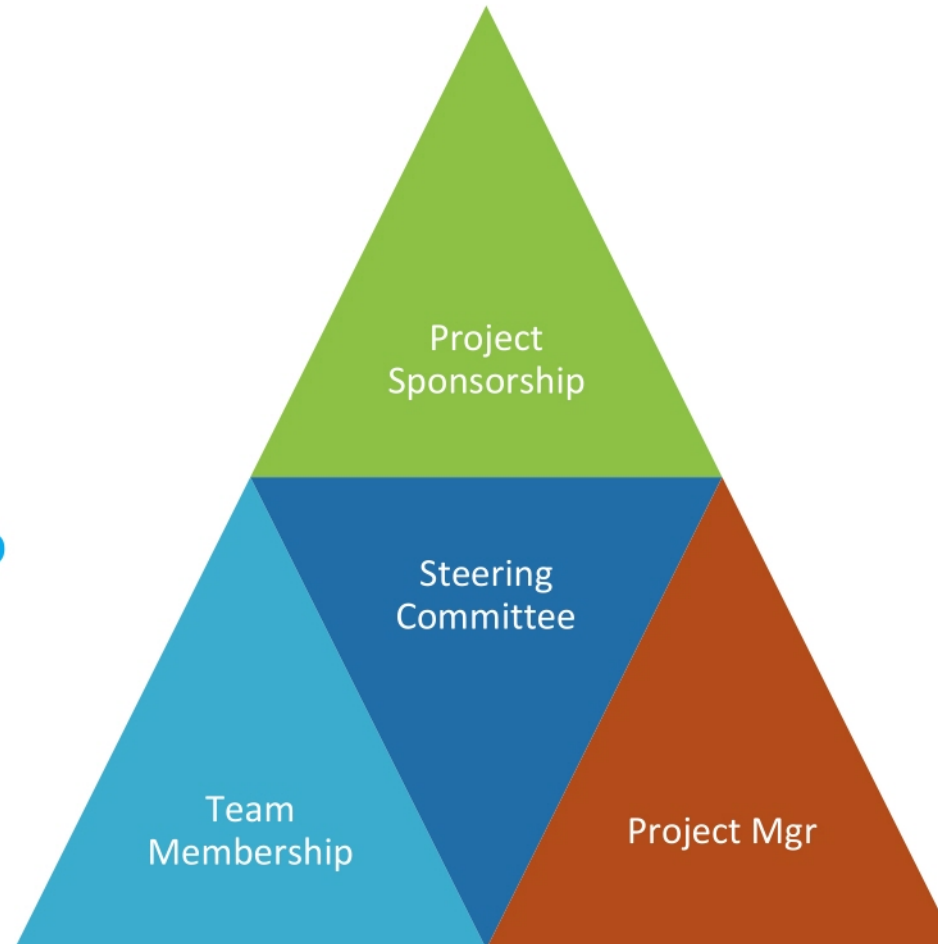 Project
Sponsorship
Steering
Committee
Team
Membership
Project Mgr